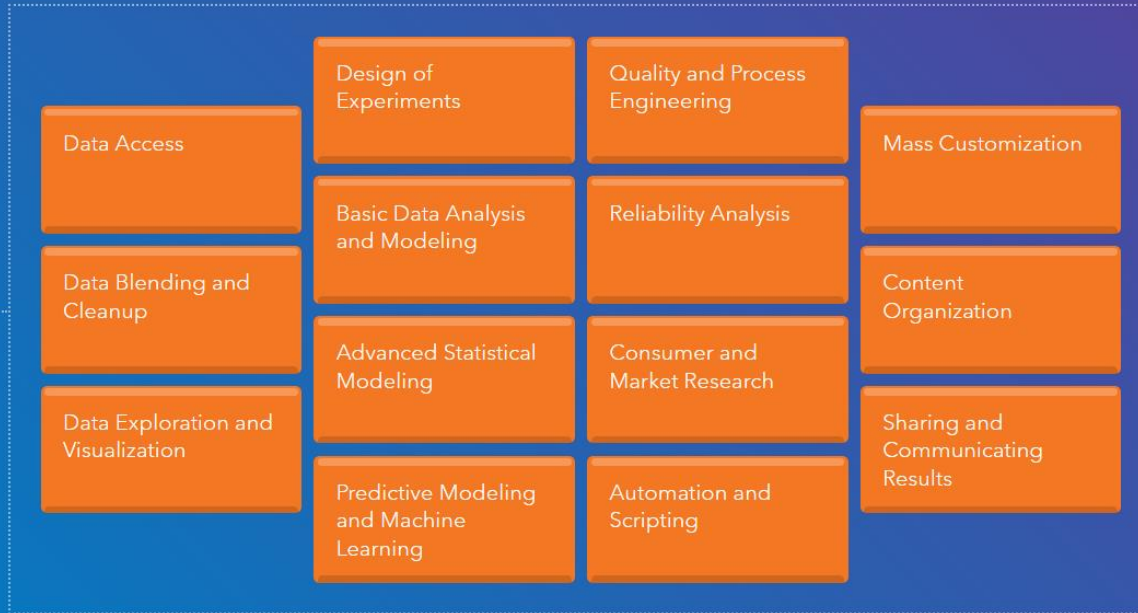 Data Access
Data Blending and
Cleanup
Data Exploration and
Visualization
Design of
Experiments
Basic Data Analysis
and Modeling
Advanced Statistical
Modeling
Predictive Modeling
and Machine
Learning
Quality and Process
Engineering
Reliability Analysis
Consumer and
Market Research
Automation and
Scripting
Mass Customization
Content
Organization
Sharing and
Communicating
Results